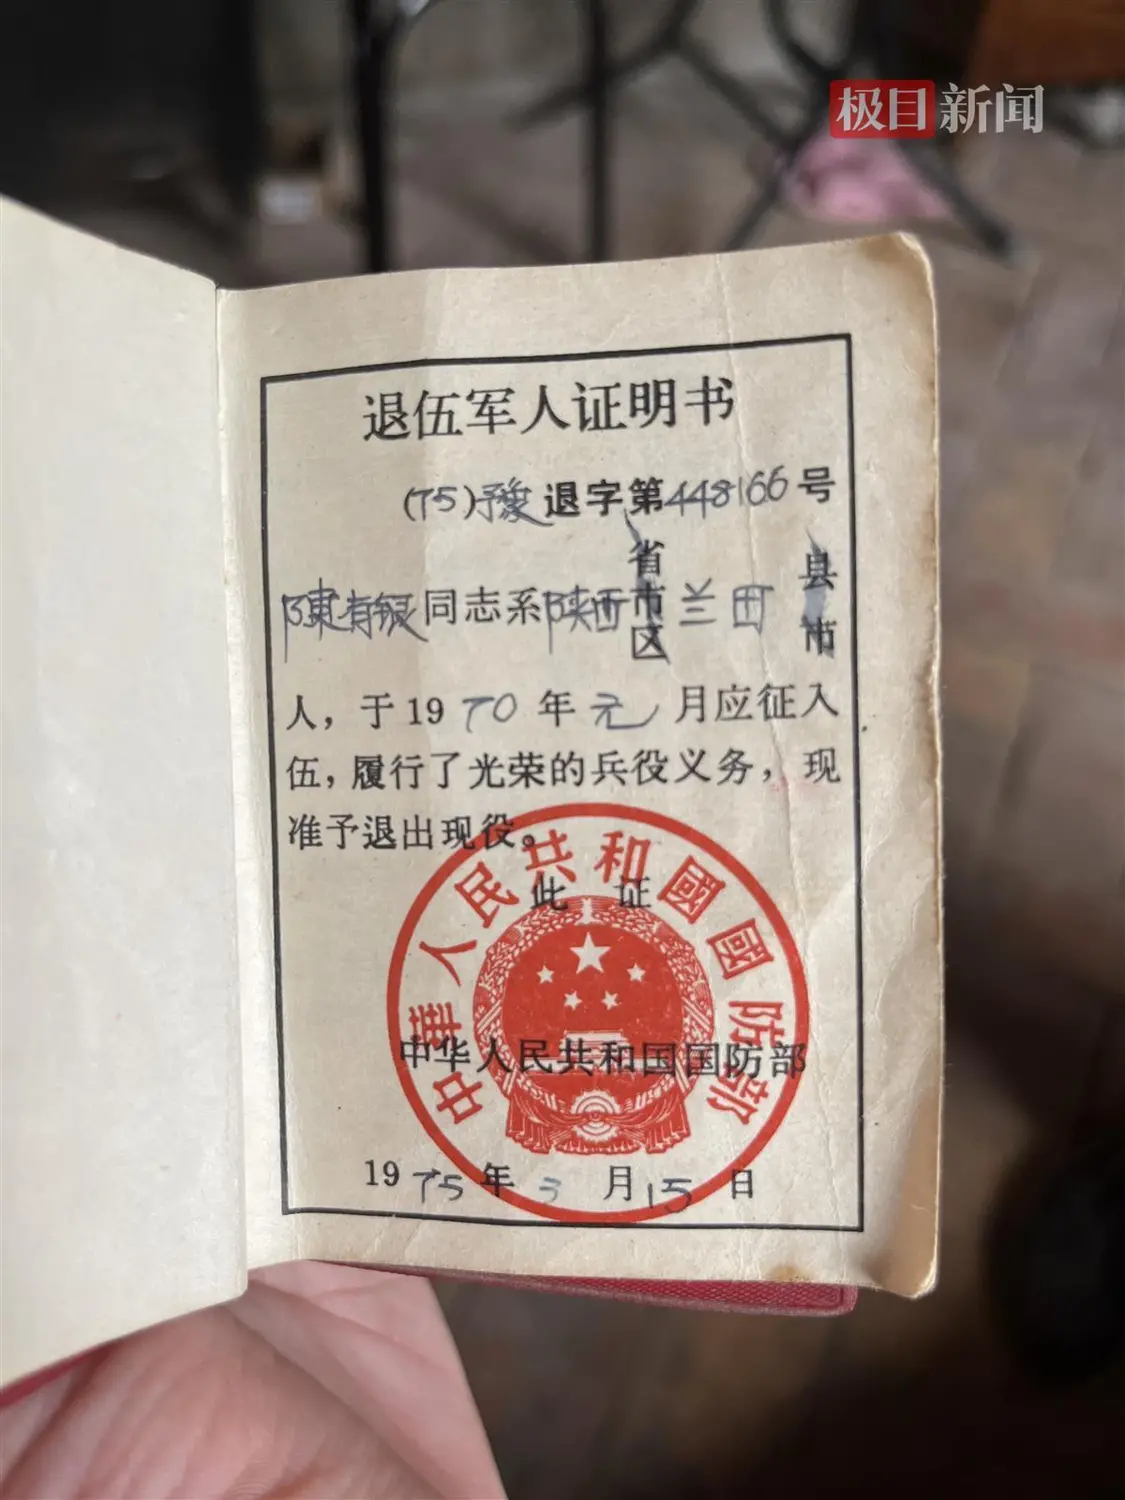 极目新闻
退伍军人证明书
(75)豫退字第448166号
陈有银同志系陕西省市区兰田县市
人，于1970年元月应征入
伍，履行了光荣的兵役义务，现
准予退出现役。
此证
中华人民共和国国防部
1975年3月15日
中華人民共和國國防部